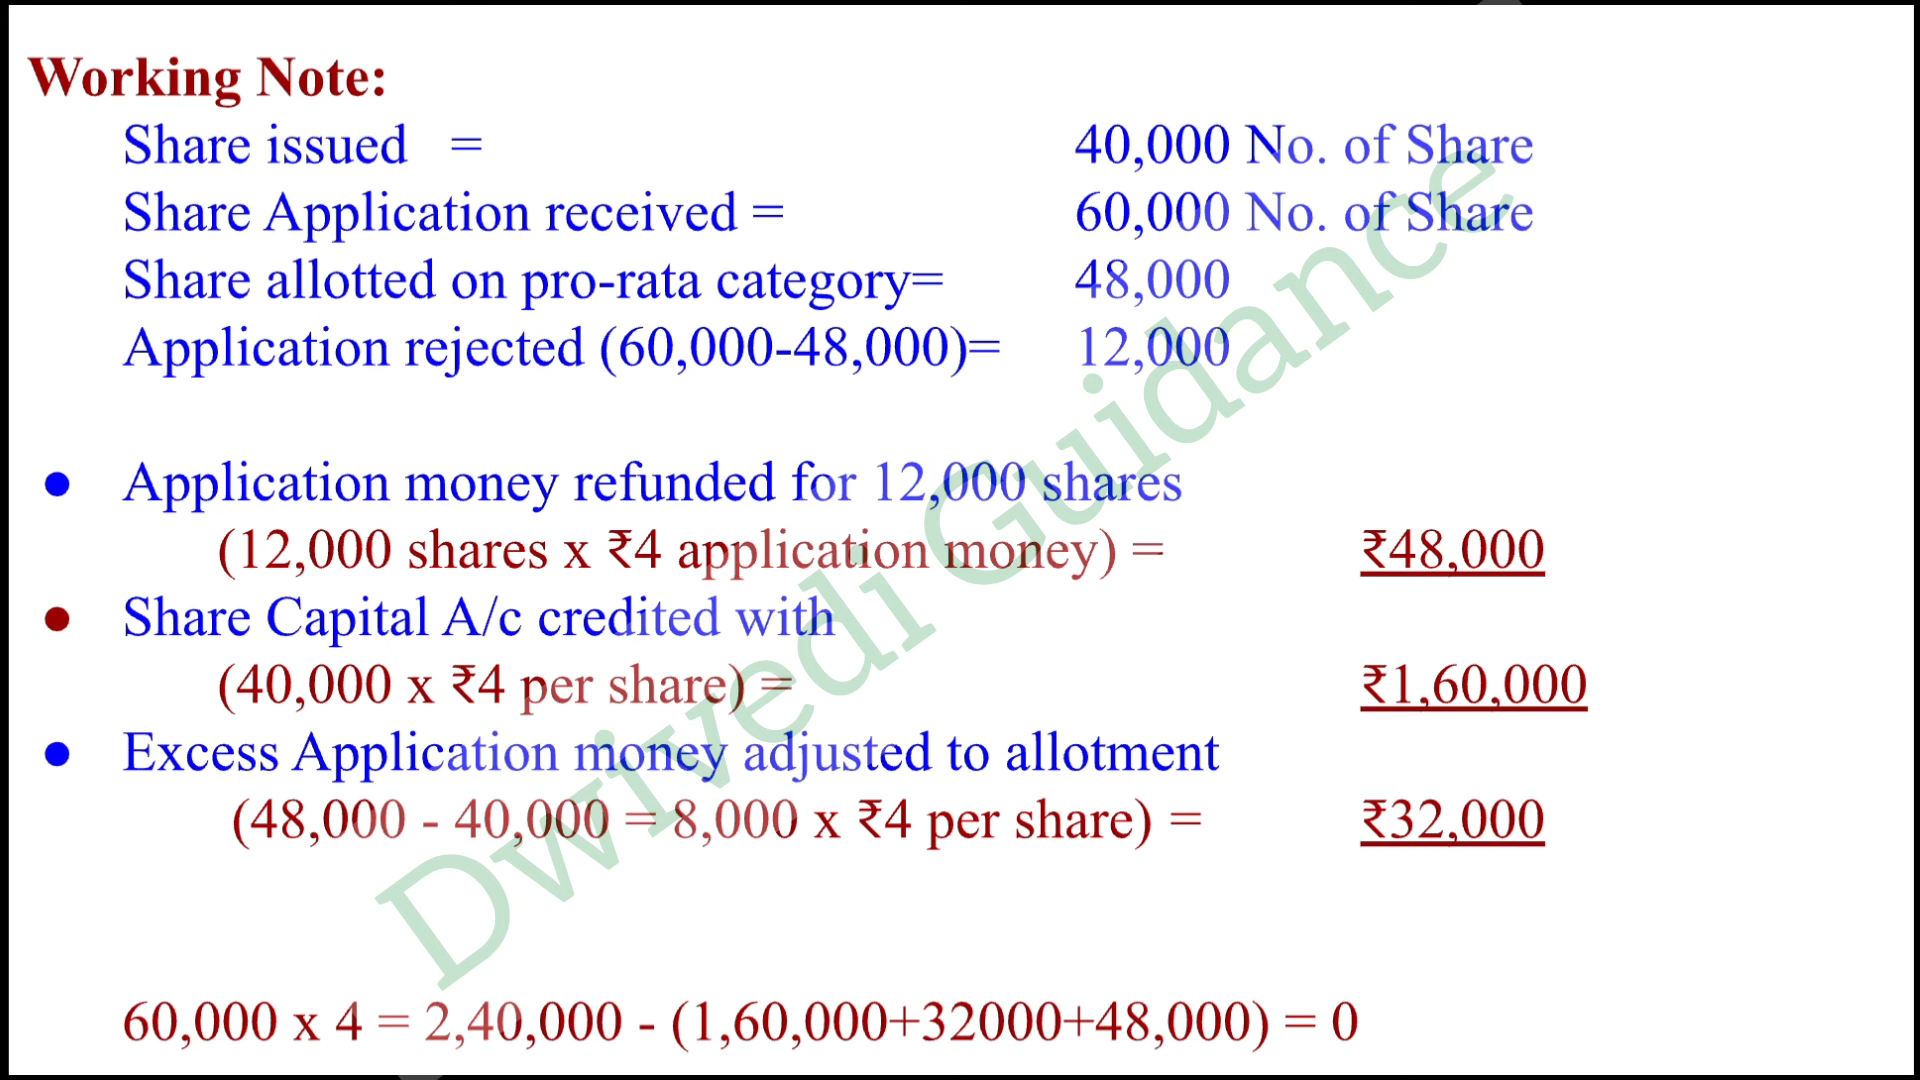 Working Note:
Share issued = 40,000 No. of Share
Share Application received = 60,000 No. of Share
Share allotted on pro-rata category= 48,000
Application rejected (60,000-48,000)= 12,000
● Application money refunded for 12,000 shares
(12,000 shares x ₹4 application money) = ₹48,000
● Share Capital A/c credited with
(40,000 x ₹4 per share) = ₹1,60,000
● Excess Application money adjusted to allotment
(48,000 - 40,000 = 8,000 x ₹4 per share) = ₹32,000
60,000 x 4 = 2,40,000 - (1,60,000+32000+48,000) = 0
Dwivedi Guidance